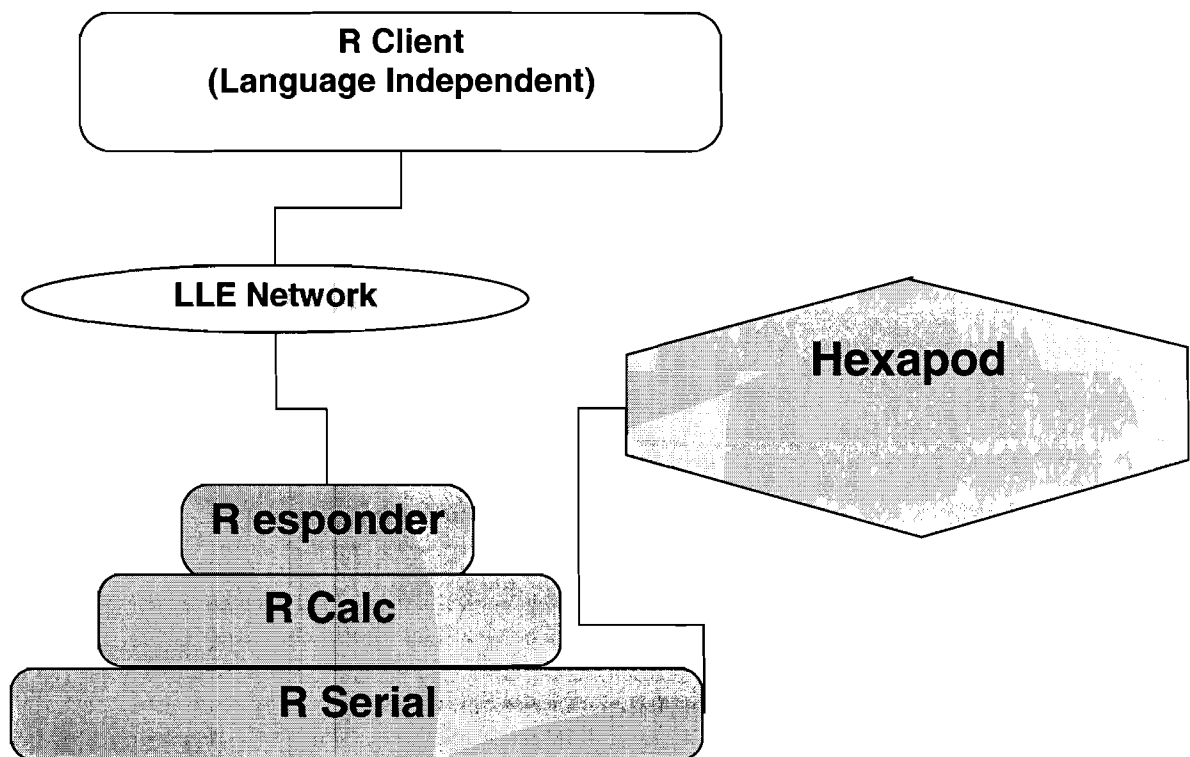 R Client
(Language Independent)
LLE Network
Hexapod
R esponder
R Calc
R Serial